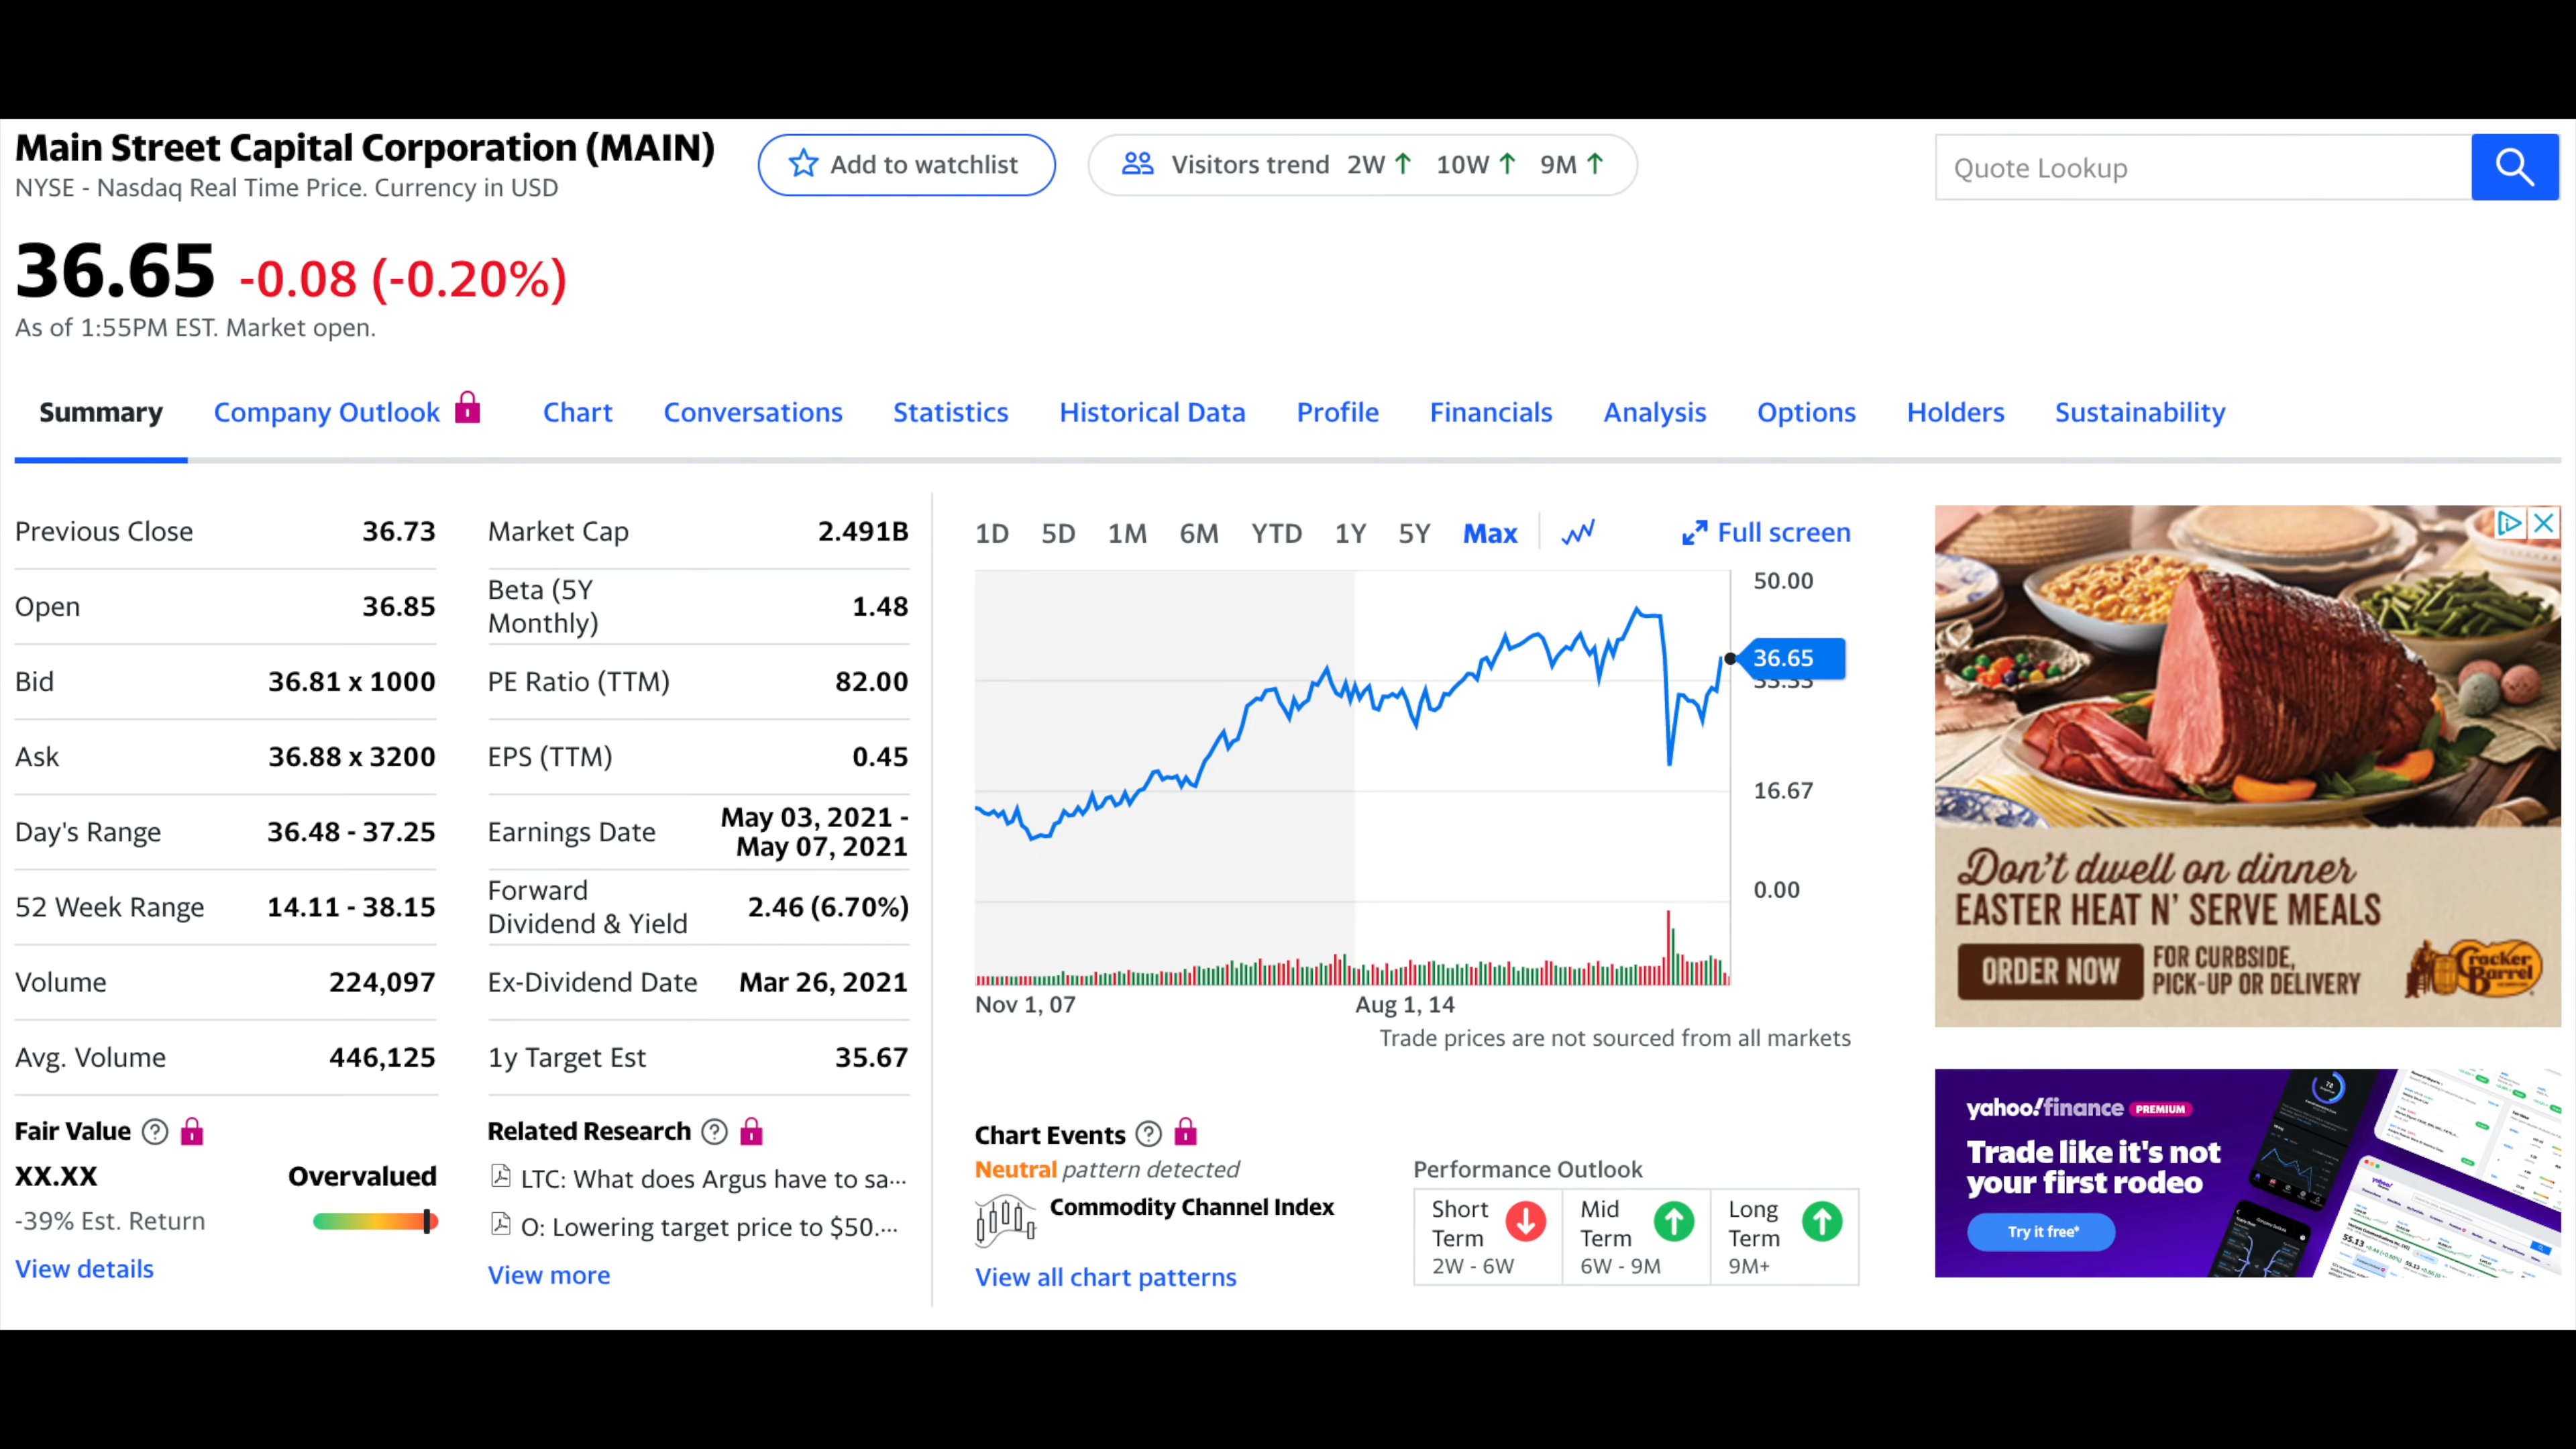 Main Street Capital Corporation (MAIN)
NYSE - Nasdaq Real Time Price. Currency in USD
Add to watchlist
Visitors trend 2W 10W 9M
Quote Lookup
36.65 -0.08 (-0.20%)
As of 1:55PM EST. Market open.
Summary Company Outlook Chart Conversations Statistics Historical Data Profile Financials Analysis Options Holders Sustainability
Previous Close 36.73
Open 36.85
Bid 36.81 x 1000
Ask 36.88 x 3200
Day's Range 36.48 - 37.25
52 Week Range 14.11 - 38.15
Volume 224,097
Avg. Volume 446,125
Market Cap 2.491B
Beta (5Y
Monthly) 1.48
PE Ratio (TTM) 82.00
EPS (TTM) 0.45
Earnings Date May 03, 2021 -
May 07, 2021
Forward
Dividend & Yield 2.46 (6.70%)
Ex-Dividend Date Mar 26, 2021
1y Target Est 35.67
Fair Value
XX.XX Overvalued
-39% Est. Return
View details
Related Research
LTC: What does Argus have to sa...
O: Lowering target price to $50....
View more
1D 5D 1M 6M YTD 1Y 5Y Max Full screen
50.00
36.65
33.33
16.67
0.00
Nov 1, 07 Aug 1, 14
Trade prices are not sourced from all markets
Chart Events
Neutral pattern detected
Commodity Channel Index
View all chart patterns
Performance Outlook
Short
Term
2W - 6W
Mid
Term
6W - 9M
Long
Term
9M+
Don't dwell on dinner
EASTER HEAT N' SERVE MEALS
ORDER NOW
FOR CURBSIDE,
PICK-UP OR DELIVERY
Cracker
Barrel
yahoo!finance PREMIUM
Trade like it's not
your first rodeo
Try it free*